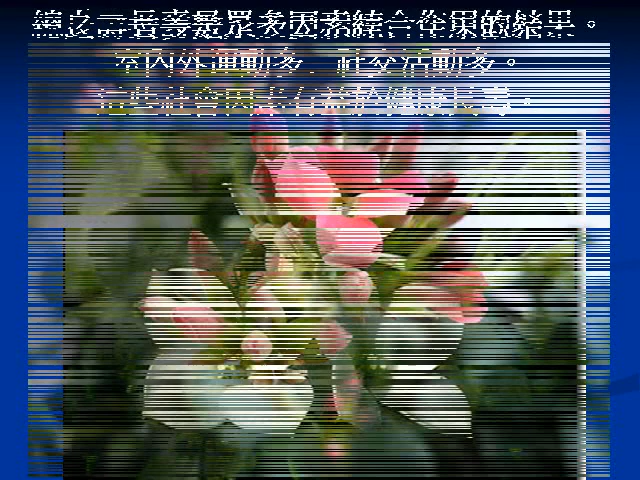 總之亓長壽是眾多因素綜合作用的結果。
室內外運動多、社交活動多。
這些社會因素有益於健康長壽。